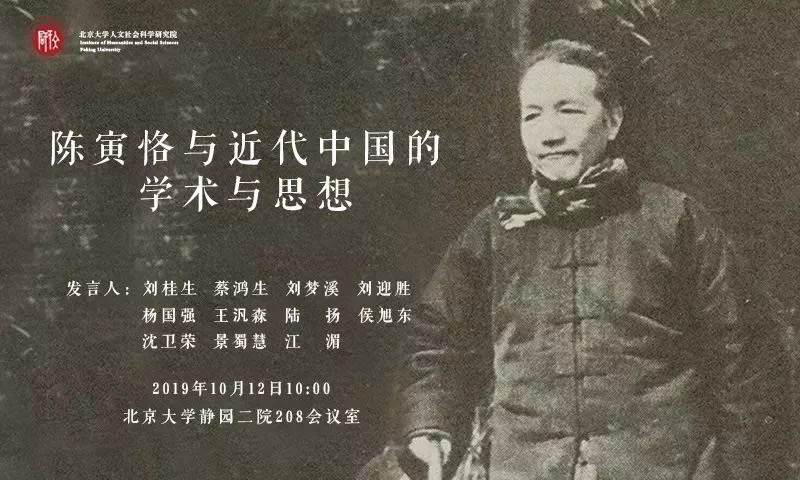 北京大学人文社会科学研究院
Institute of Humanities and Social Sciences
Peking University
陈寅恪与近代中国的
学术与思想
发言人：刘桂生 蔡鸿生 刘梦溪 刘迎胜
杨国强 王汎森 陆 扬 侯旭东
沈卫荣 景蜀慧 江 湄
2019年10月12日10:00
北京大学静园二院208会议室